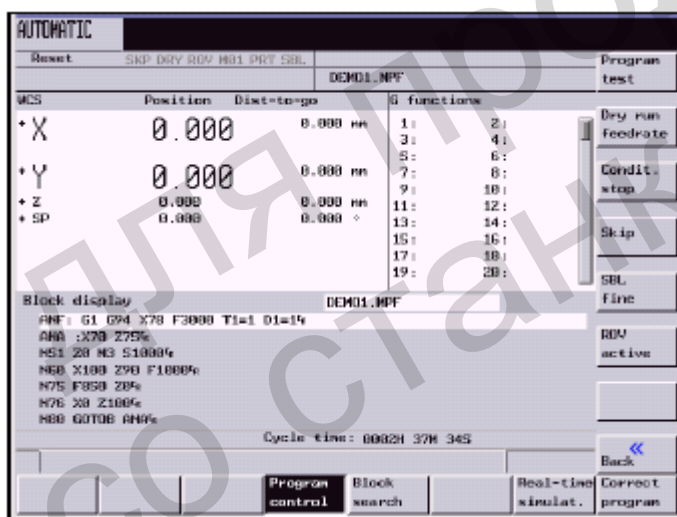 AUTOMATIC
Reset SKP DRY ROV M01 PRT SBL
DEMO1.MPF
Program test
WCS Position Dist-to-go G functions
+ X 0.000 0.000 mm 1: 2:
3: 4:
Dry run feedrate
5: 6:
+ Y 0.000 0.000 mm 7: 8:
Condit. stop
9: 10:
+ Z 0.000 0.000 mm 11: 12:
+ SP 0.000 0.000 ° 13: 14:
Skip
15: 16:
17: 18:
19: 20:
SBL fine
Block display DEMO1.MPF
ANF: G1 G94 X70 F3000 T1=1 D1=1
ANA :X70 Z75
N51 Z0 M3 S1000
N60 X100 Z90 F1000
N75 F850 Z0
N76 X0 Z100
N80 GOTOB ANA
ROV active
Cycle time: 0002H 37M 34S
«
Back
Program control Block search Real-time simulat. Correct program
для про
со станк